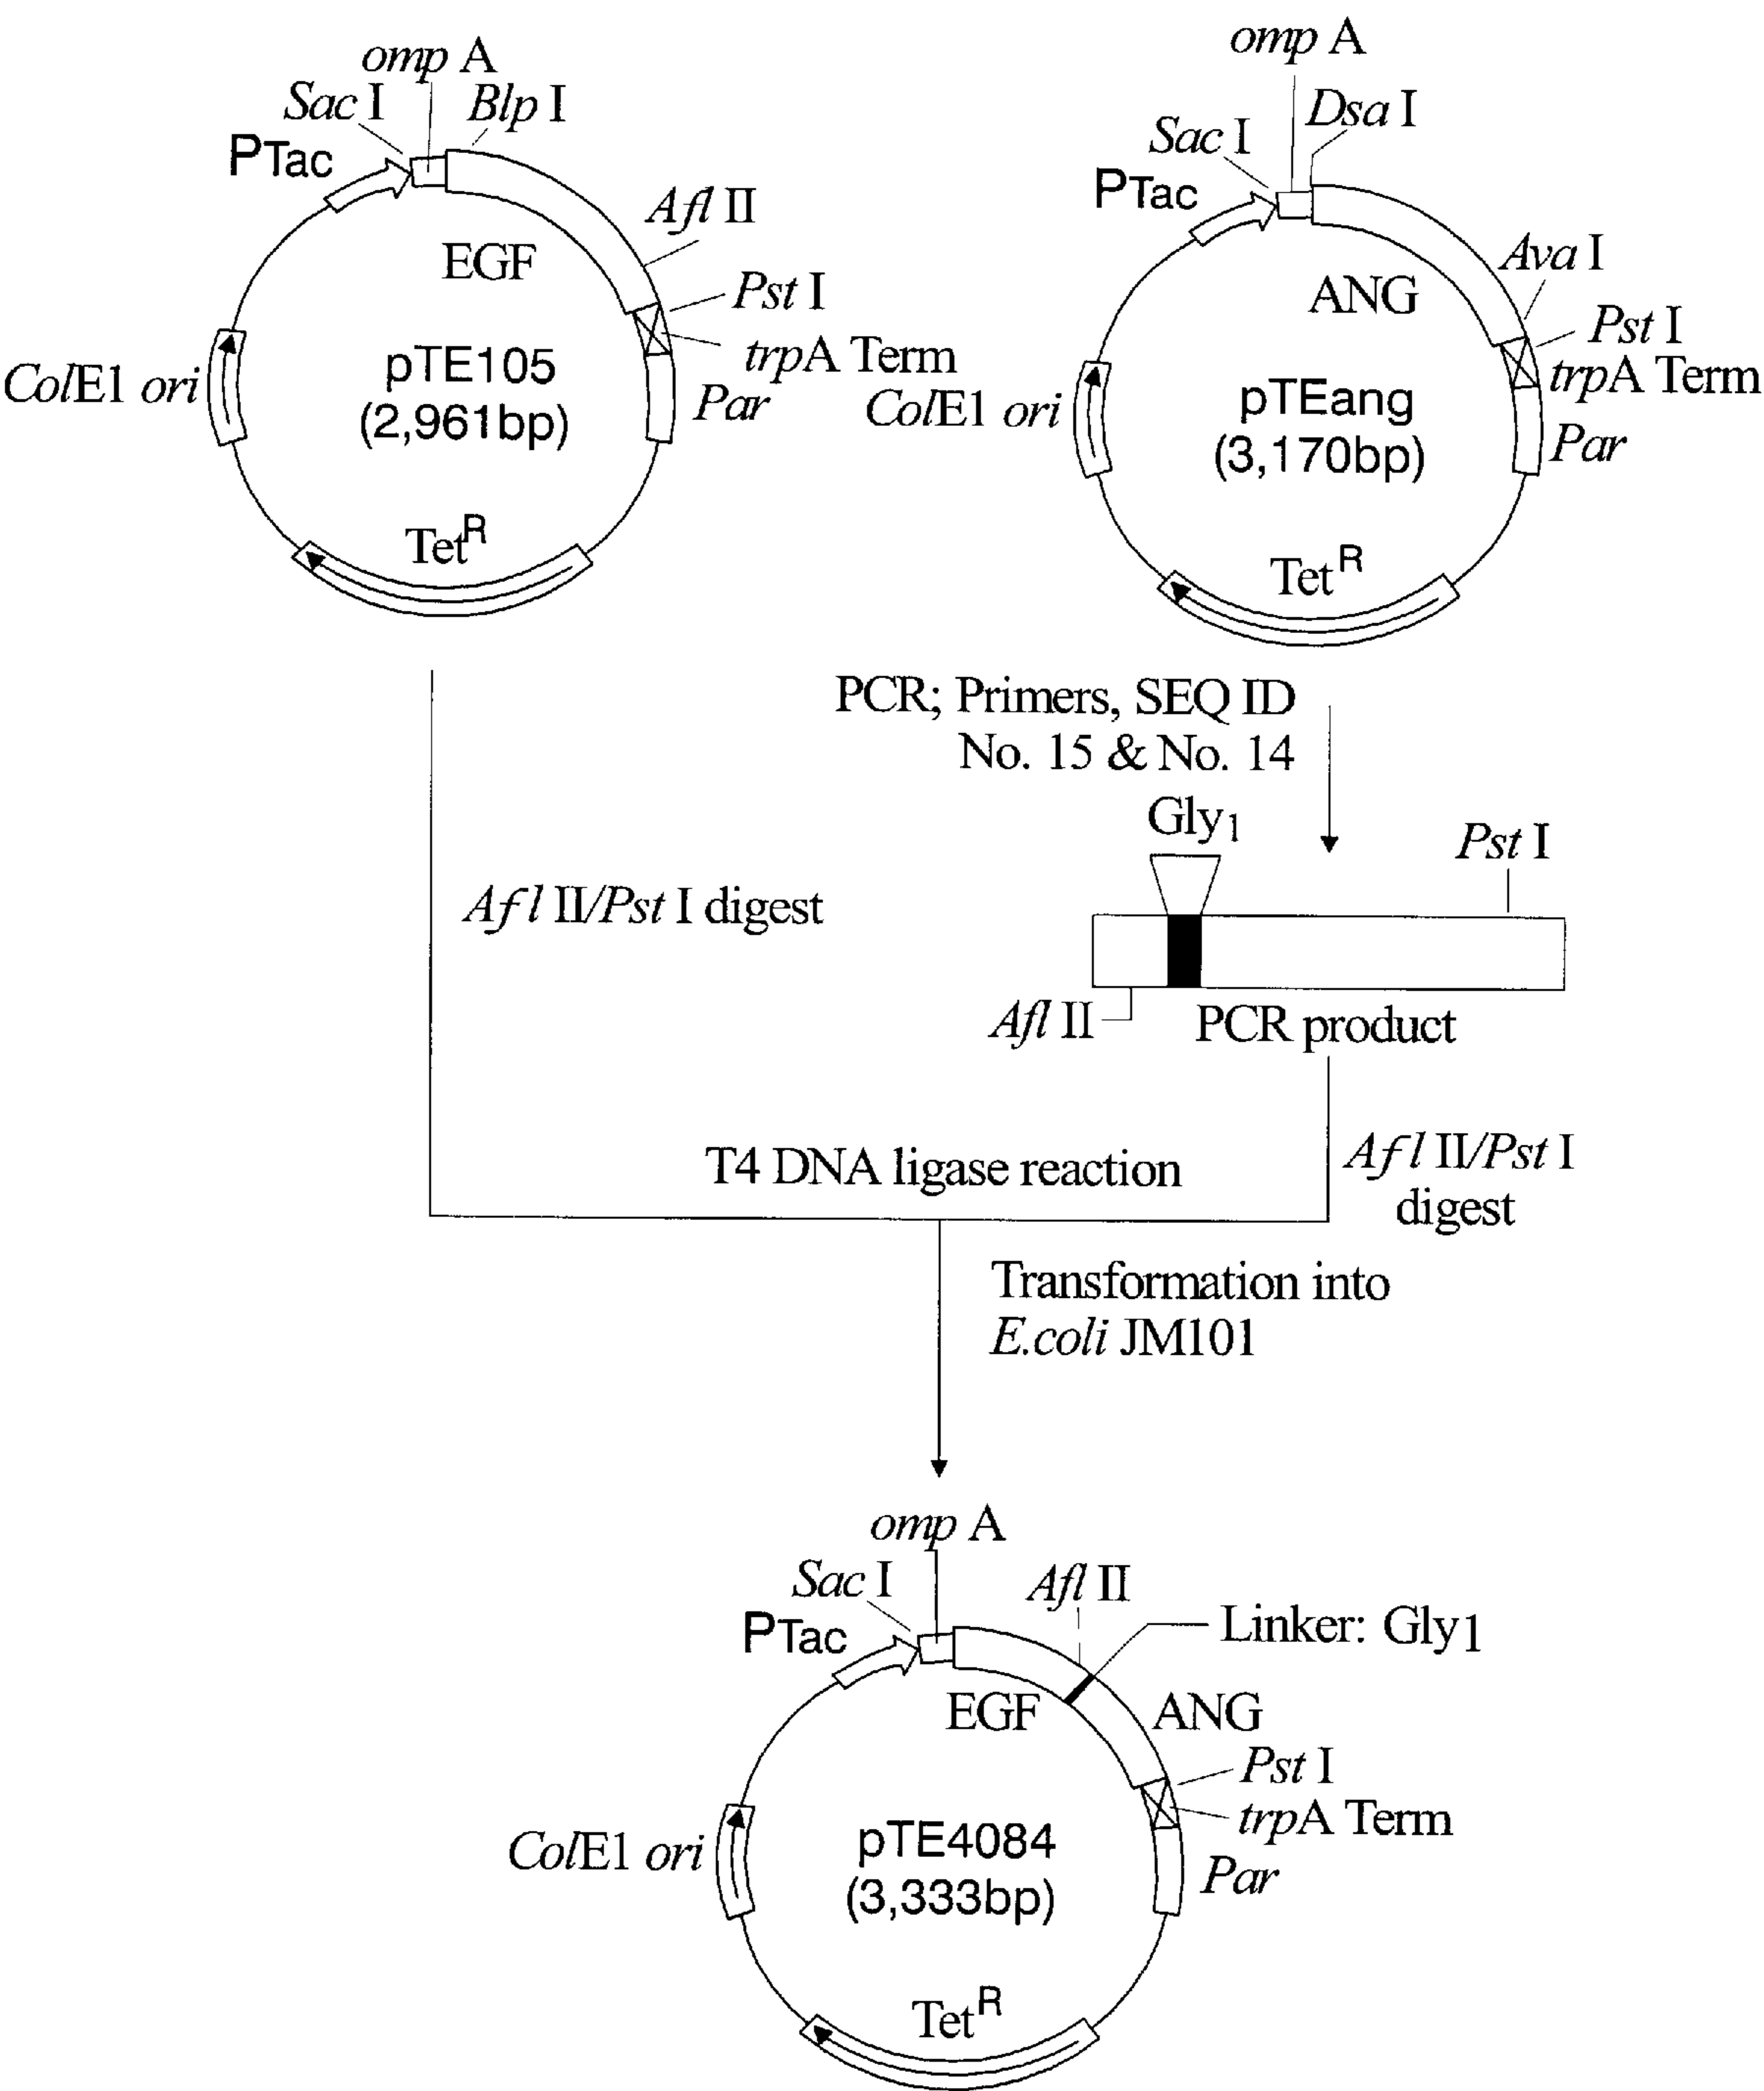 omp A
Sac I
Blp I
PTac
Afl II
EGF
Pst I
trpA Term
ColE1 ori
pTE105
(2,961bp)
Par
TetR
omp A
Dsa I
Sac I
PTac
Ava I
ANG
Pst I
trpA Term
ColE1 ori
pTEang
(3,170bp)
Par
Tet R
PCR; Primers, SEQ ID
No. 15 & No. 14
Gly1
Pst I
Afl II/Pst I digest
Afl II
PCR product
T4 DNA ligase reaction
Afl II/Pst I
digest
Transformation into
E.coli JM101
omp A
Sac I
Afl II
PTac
Linker: Gly1
EGF
ANG
Pst I
trpA Term
ColE1 ori
pTE4084
(3,333bp)
Par
Tet R